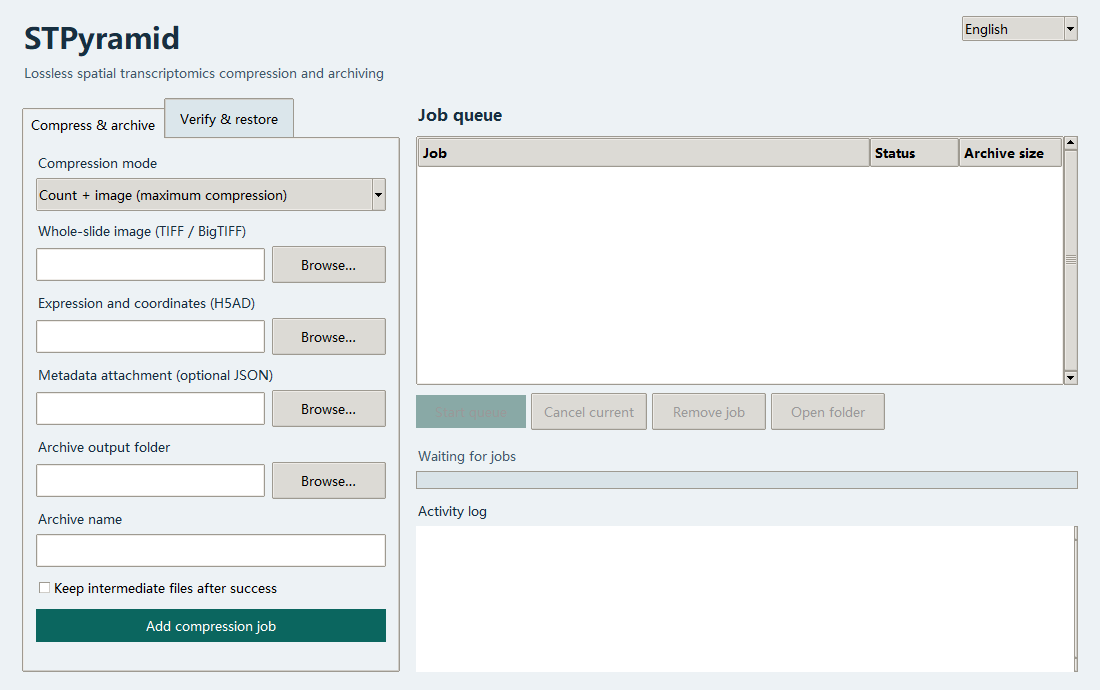 STPyramid
English
Lossless spatial transcriptomics compression and archiving
Compress & archive
Verify & restore
Compression mode
Count + image (maximum compression)
Whole-slide image (TIFF / BigTIFF)
Browse...
Expression and coordinates (H5AD)
Browse...
Metadata attachment (optional JSON)
Browse...
Archive output folder
Browse...
Archive name
Keep intermediate files after success
Add compression job
Job queue
Job
Status
Archive size
Start queue
Cancel current
Remove job
Open folder
Waiting for jobs
Activity log